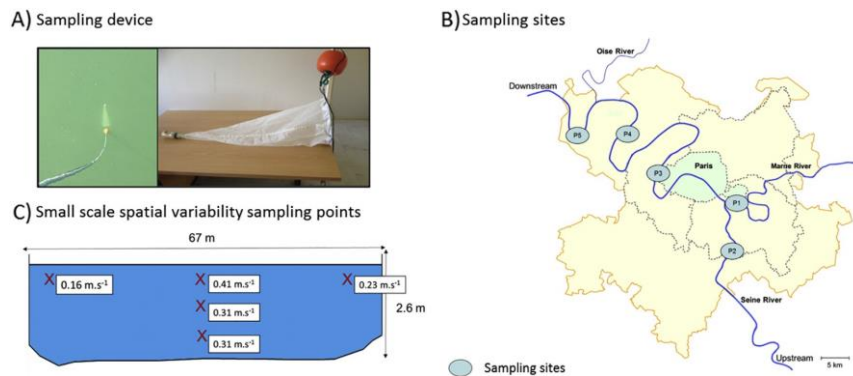 A) Sampling device
B) Sampling sites
Oise River
Downstream
P5
P4
P3
Paris
Marne River
P1
P2
Seine River
Upstream
5 km
Sampling sites
C) Small scale spatial variability sampling points
67 m
X 0.16 m.s⁻¹
X 0.41 m.s⁻¹
X 0.23 m.s⁻¹
X 0.31 m.s⁻¹
X 0.31 m.s⁻¹
2.6 m